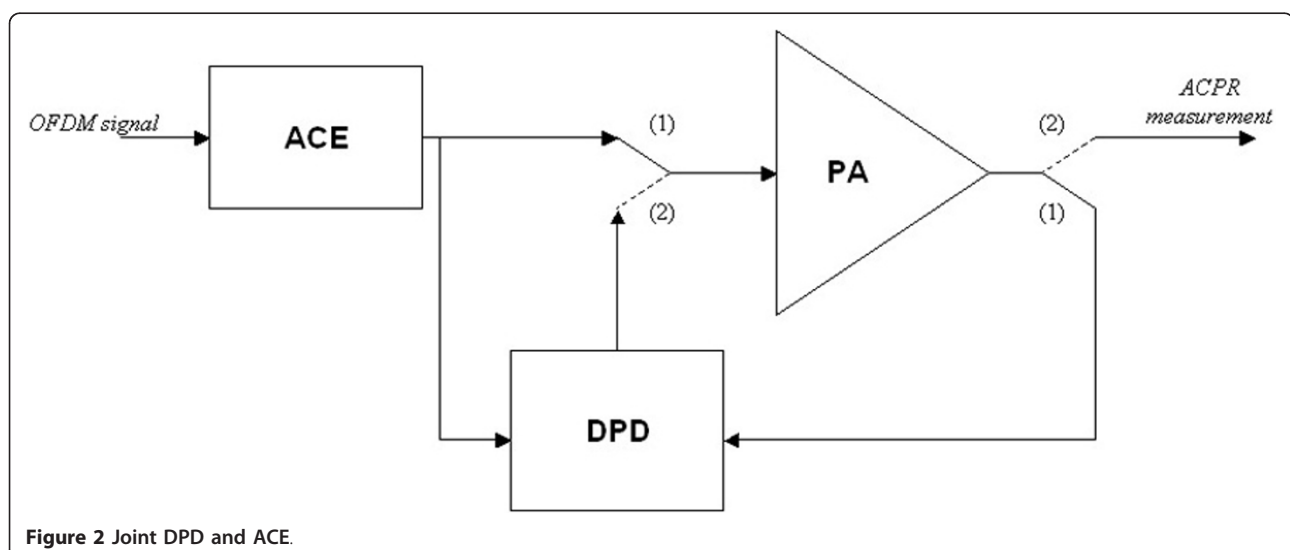 OFDM signal
ACE
(1)
(2)
PA
(2)
(1)
ACPR
measurement
DPD
Figure 2 Joint DPD and ACE.